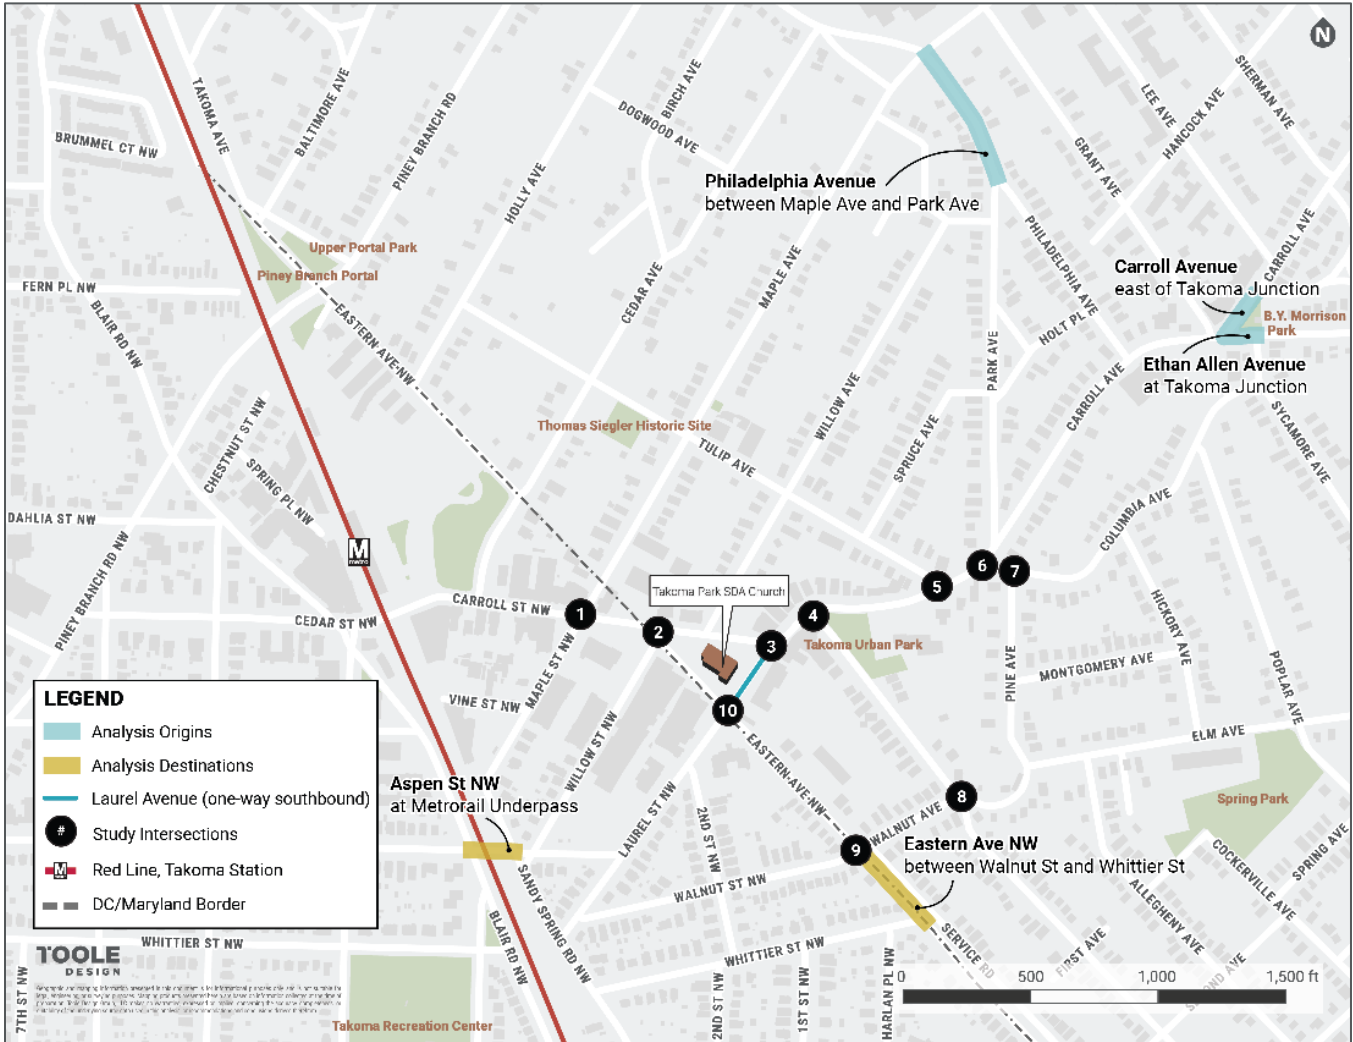 N
TAKOMA AVE
BALTIMORE AVE
PINEY BRANCH RD
BIRCH AVE
DOGWOOD AVE
HOLLY AVE
BRUMMEL CT NW
SHERMAN AVE
LEE AVE
HANCOCK AVE
GRANT AVE
Philadelphia Avenue
between Maple Ave and Park Ave
Upper Portal Park
Piney Branch Portal
FERN PL NW
BLAIR RD NW
EASTERN AVE NW
CEDAR AVE
MAPLE AVE
PHILADELPHIA AVE
CARROLL AVE
Carroll Avenue
east of Takoma Junction
B.Y. Morrison
Park
HOLT PL
PARK AVE
Ethan Allen Avenue
at Takoma Junction
CARROLL AVE
SYCAMORE AVE
WILLOW AVE
SPRUCE AVE
Thomas Siegler Historic Site
TULIP AVE
CHESTNUT ST NW
SPRING PL NW
DAHLIA ST NW
PINEY BRANCH RD NW
M
metro
COLUMBIA AVE
6
7
5
Takoma Park SDA Church
CARROLL ST NW
CEDAR ST NW
1
2
3
4
Takoma Urban Park
HICKORY AVE
MONTGOMERY AVE
PINE AVE
POPLAR AVE
MAPLE ST NW
VINE ST NW
10
WILLOW ST NW
EASTERN-AVE-NW
ELM AVE
LEGEND
Analysis Origins
Analysis Destinations
Laurel Avenue (one-way southbound)
#
Study Intersections
M
Red Line, Takoma Station
DC/Maryland Border
Aspen St NW
at Metrorail Underpass
LAUREL ST NW
2ND ST NW
8
WALNUT AVE
9
Eastern Ave NW
between Walnut St and Whittier St
Spring Park
COCKERVILLE AVE
SPRING AVE
WALNUT ST NW
SANDY SPRING RD NW
BLAIR RD NW
WHITTIER ST NW
WHITTIER ST NW
SERVICE RD
FIRST AVE
ALLEGHENY AVE
TOOLE
DESIGN
7TH ST NW
Takoma Recreation Center
2ND ST NW
1ST ST NW
HARLAN PL NW
0 500 1,000 1,500 ft